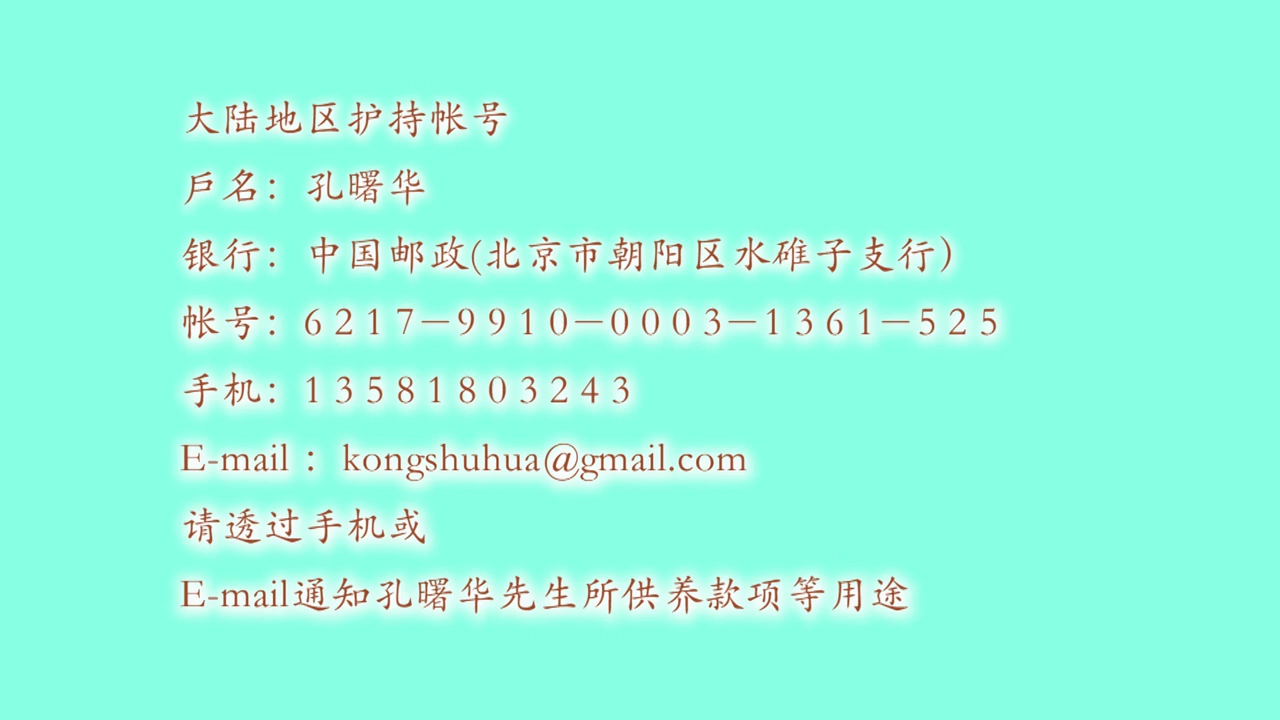 大陆地区护持帐号
戶名：孔曙华
银行：中国邮政(北京市朝阳区水碓子支行）
帐号：6217－9910－0003－1361－525
手机：13581803243
E-mail：kongshuhua@gmail.com
请透过手机或
E-mail通知孔曙华先生所供养款项等用途